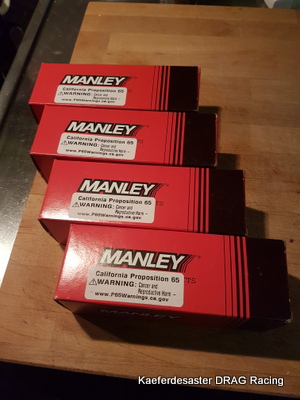 MANLEY
California Proposition 65
WARNING: Cancer and
Reproductive Harm -
www.P65Warnings.ca.gov
MANLEY
California Proposition 65
WARNING: Cancer and
Reproductive Harm -
www.P65Warnings.ca.gov
MANLEY
California Proposition 65
WARNING: Cancer and
Reproductive Harm -
www.P65Warnings.ca.gov
MANLEY
California Proposition 65
WARNING: Cancer and
Reproductive Harm -
www.P65Warnings.ca.gov
MANLEY
Kaeferdesaster DRAG Racing